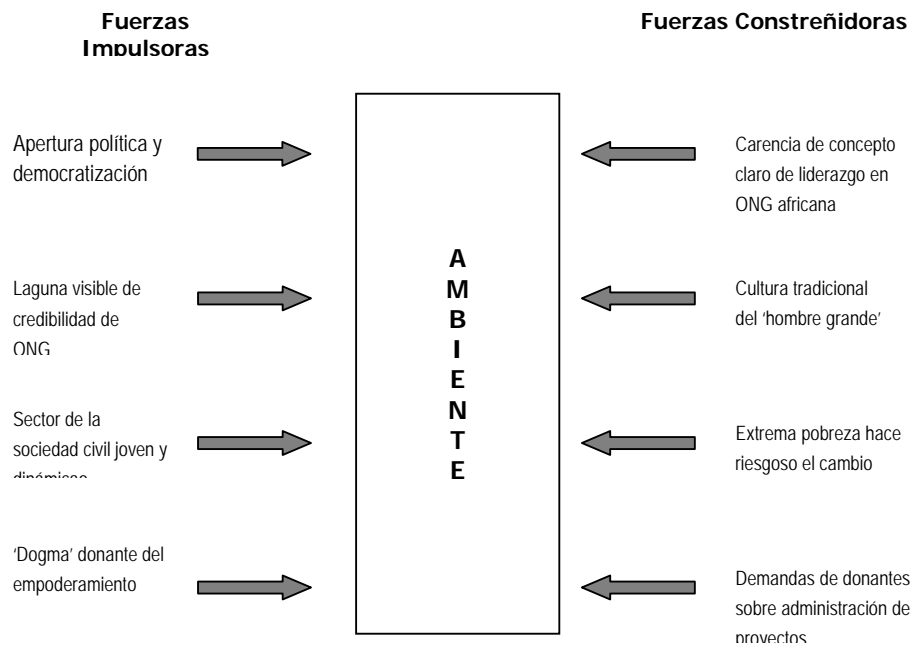 Fuerzas
Impulsoras
Fuerzas Constreñidoras
Apertura política y
democratización
Laguna visible de
credibilidad de
ONG
Sector de la
sociedad civil joven y
dinámicao
'Dogma' donante del
empoderamiento
A
M
B
I
E
N
T
E
Carencia de concepto
claro de liderazgo en
ONG africana
Cultura tradicional
del 'hombre grande'
Extrema pobreza hace
riesgoso el cambio
Demandas de donantes
sobre administración de
proyectos